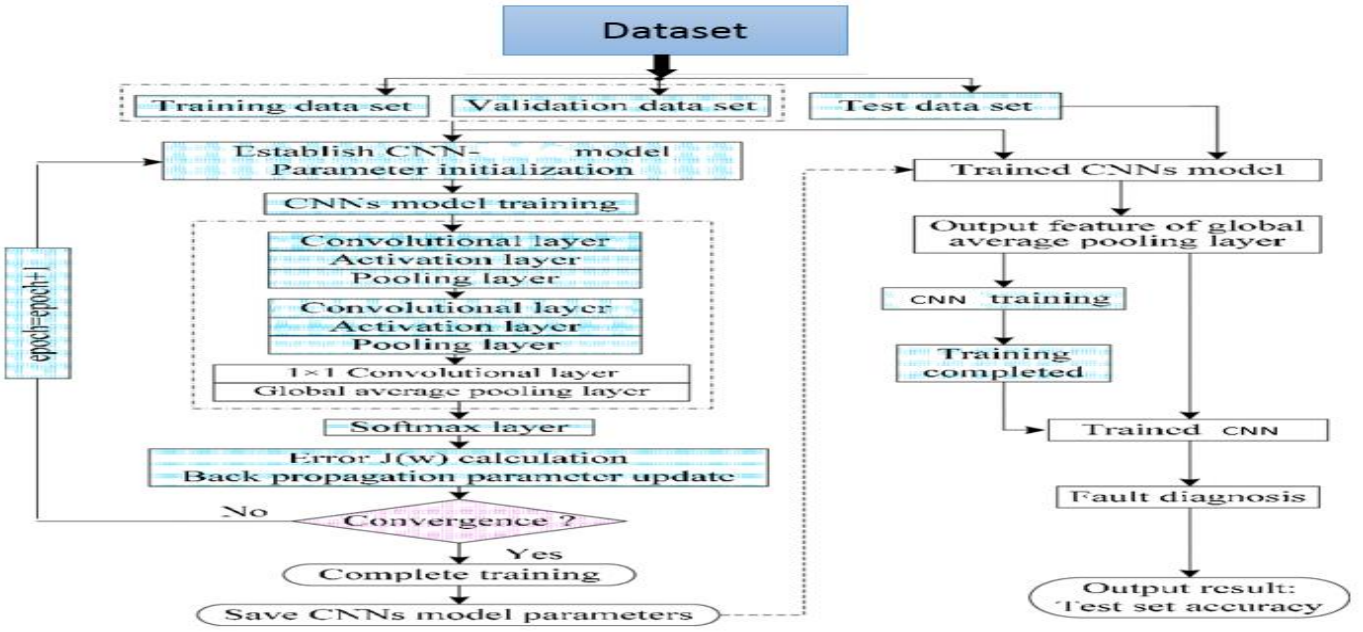 Dataset
Training data set
Validation data set
Test data set
Establish CNN- model
Parameter initialization
CNNs model training
Convolutional layer
Activation layer
Pooling layer
Convolutional layer
Activation layer
Pooling layer
1×1 Convolutional layer
Global average pooling layer
Softmax layer
Error J(w) calculation
Back propagation parameter update
Convergence ?
No
Yes
epoch=epoch+1
Complete training
Save CNNs model parameters
Trained CNNs model
Output feature of global
average pooling layer
CNN training
Training
completed
Trained CNN
Fault diagnosis
Output result:
Test set accuracy